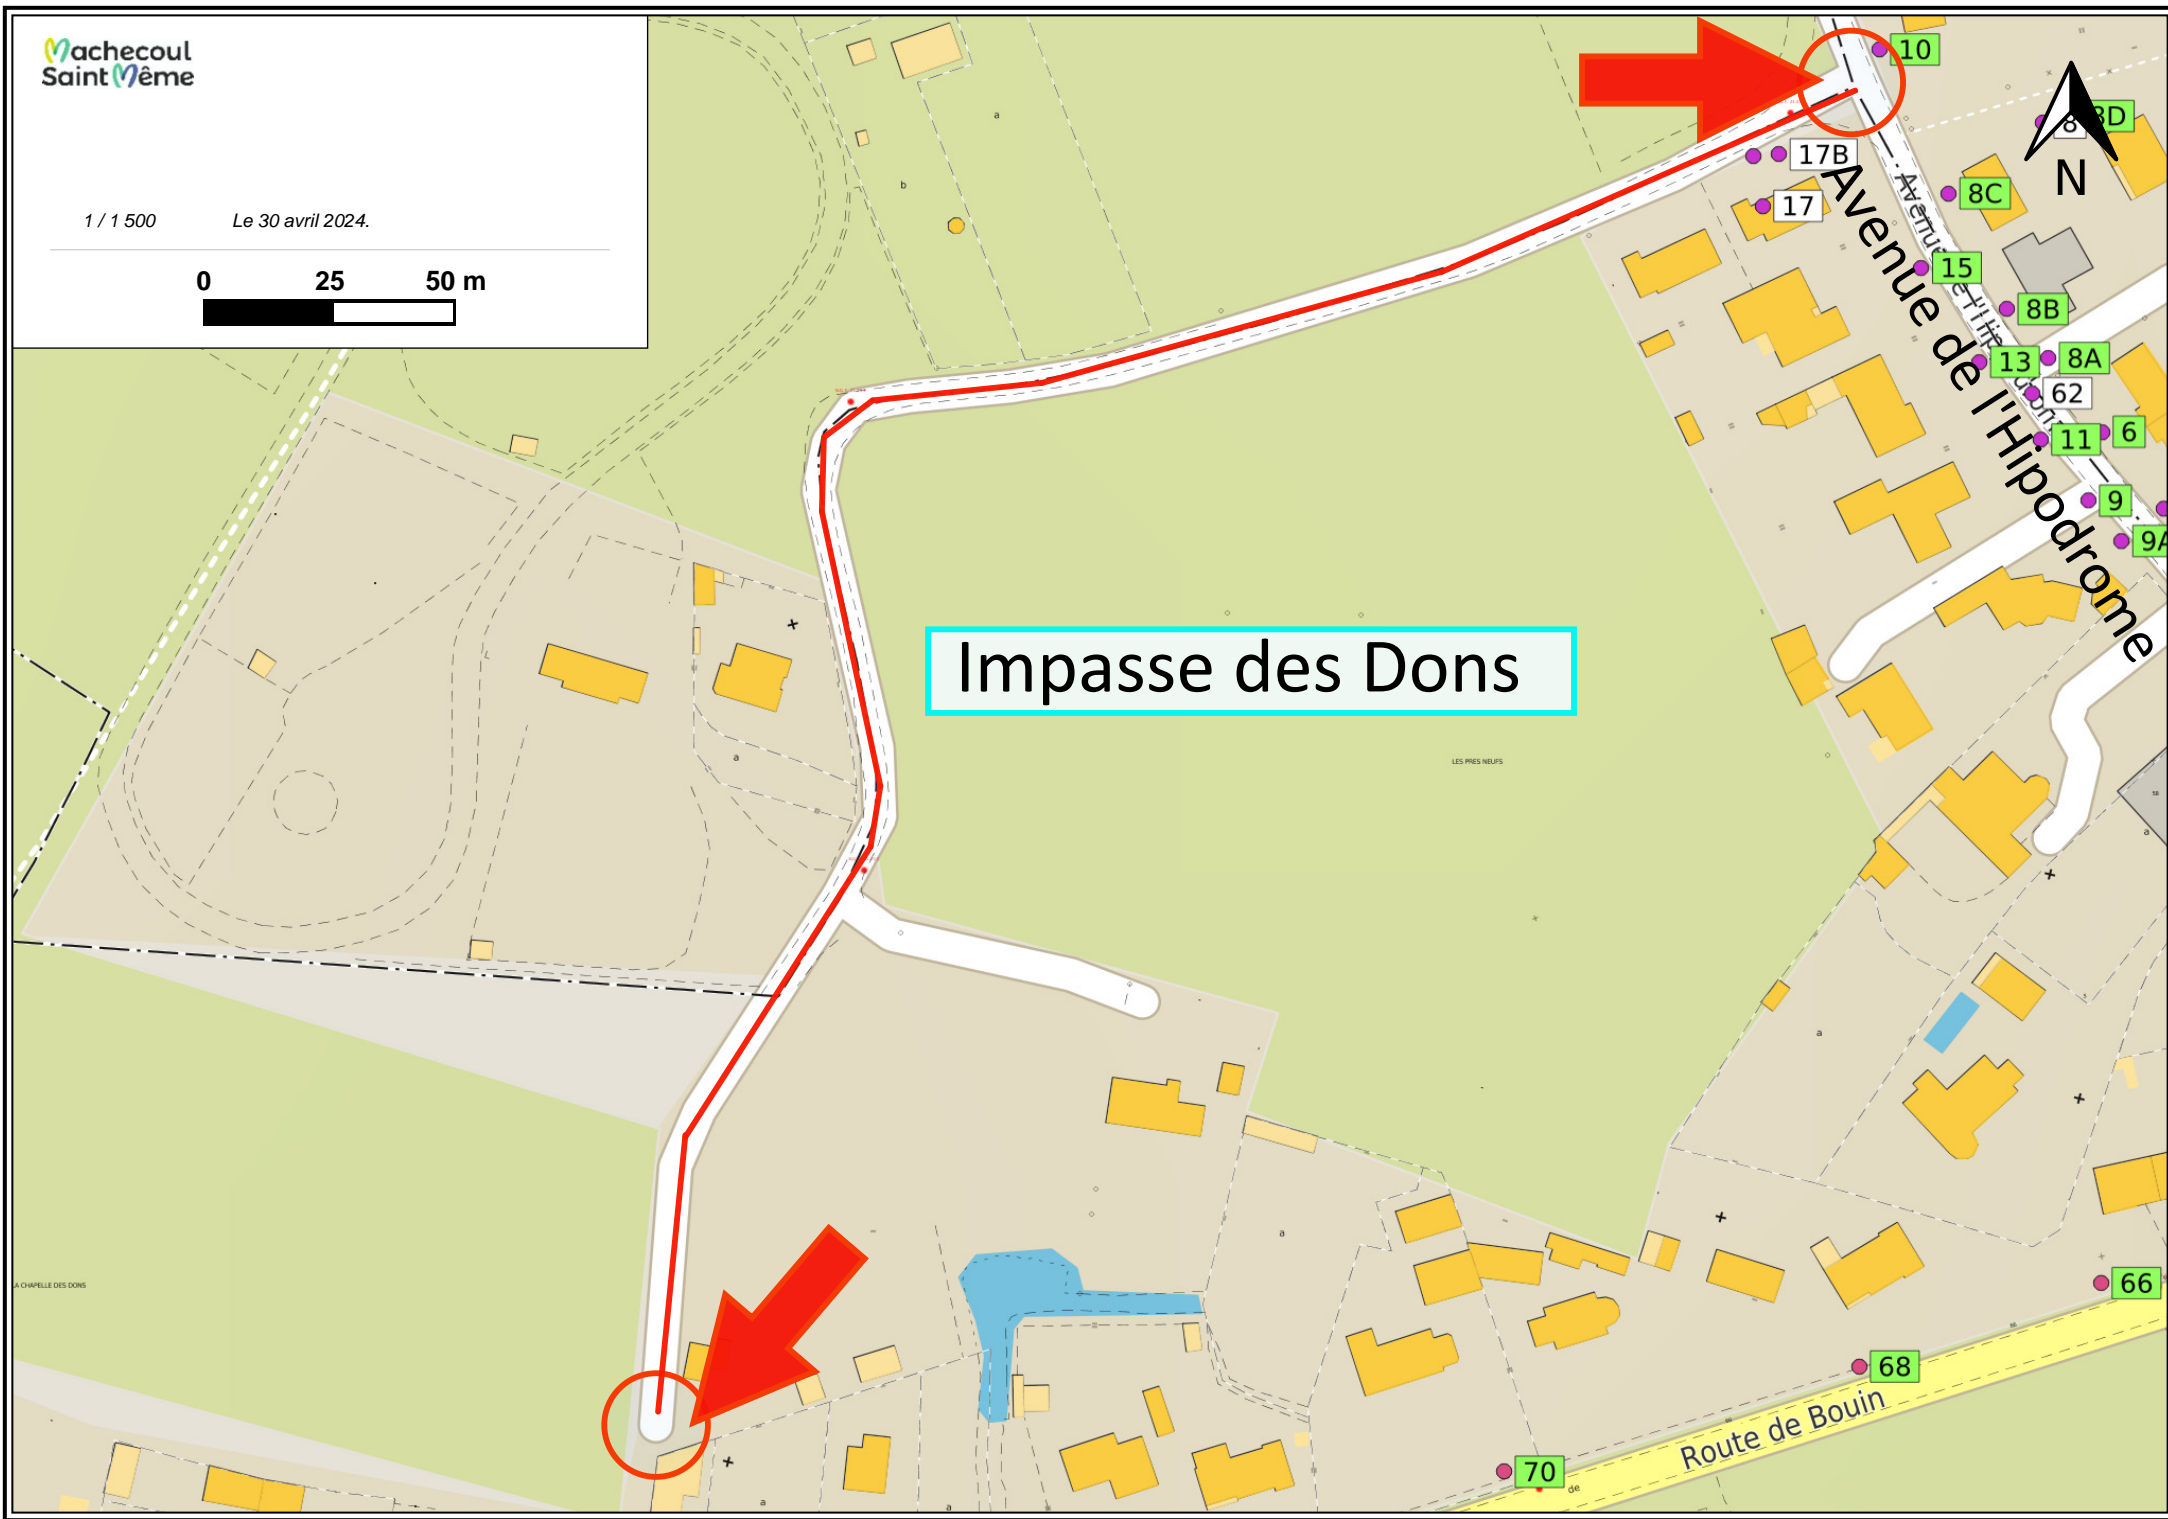 Machecoul
Saint Même
1 / 1 500
Le 30 avril 2024.
0 25 50 m
N
10
8D
8
17B
17
8C
15
8B
13
8A
62
11
6
9
9A
Avenue de l'Hipodrome
Impasse des Dons
LES PRES NEUFS
a
b
a
a
a
a
a
a
a
LA CHAPELLE DES DONS
66
68
70
Route de Bouin
de